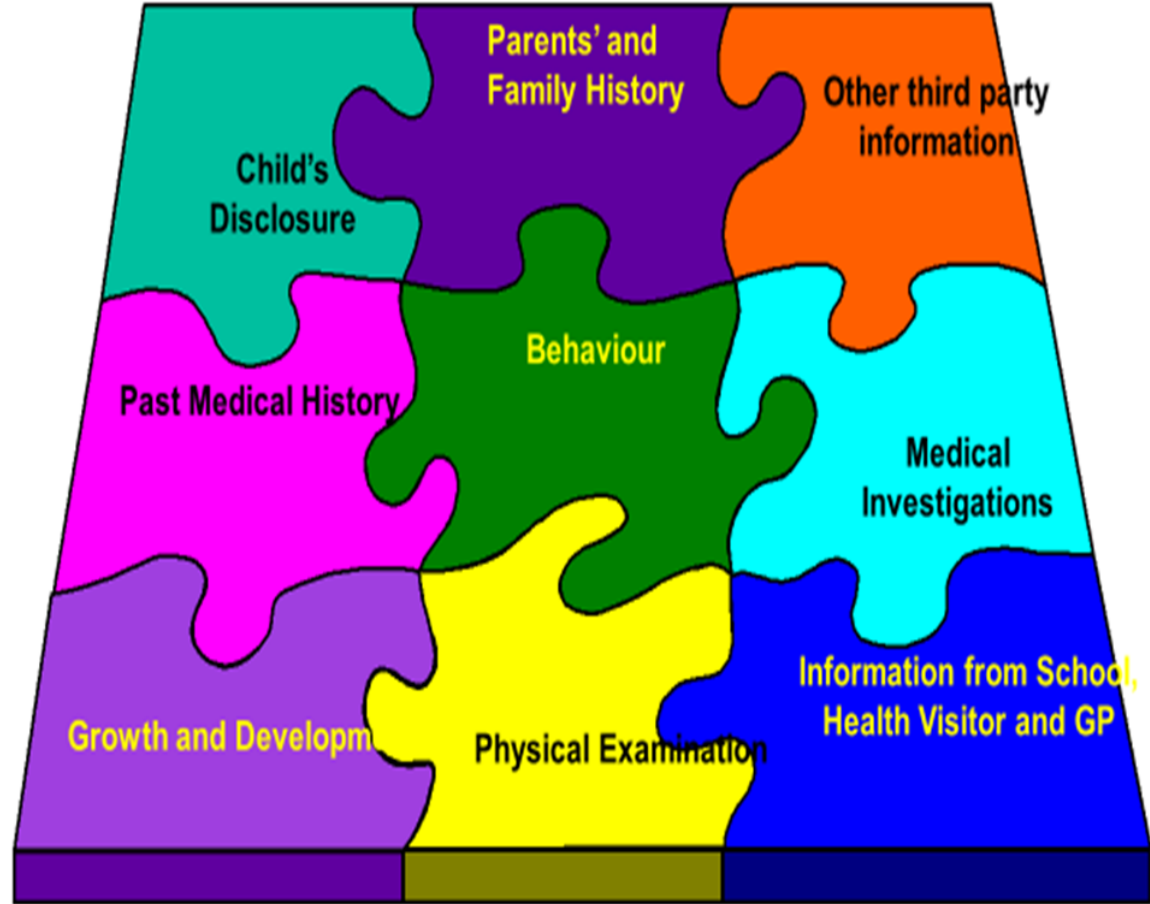 Parents’ and
Family History
Other third party
information
Child’s
Disclosure
Behaviour
Past Medical History
Medical
Investigations
Information from School,
Health Visitor and GP
Growth and Developm
Physical Examination